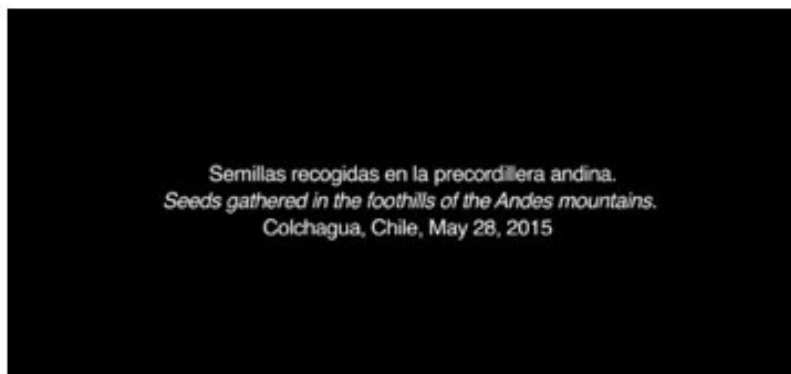 Semillas recogidas en la precordillera andina.
Seeds gathered in the foothills of the Andes mountains.
Colchagua, Chile, May 28, 2015